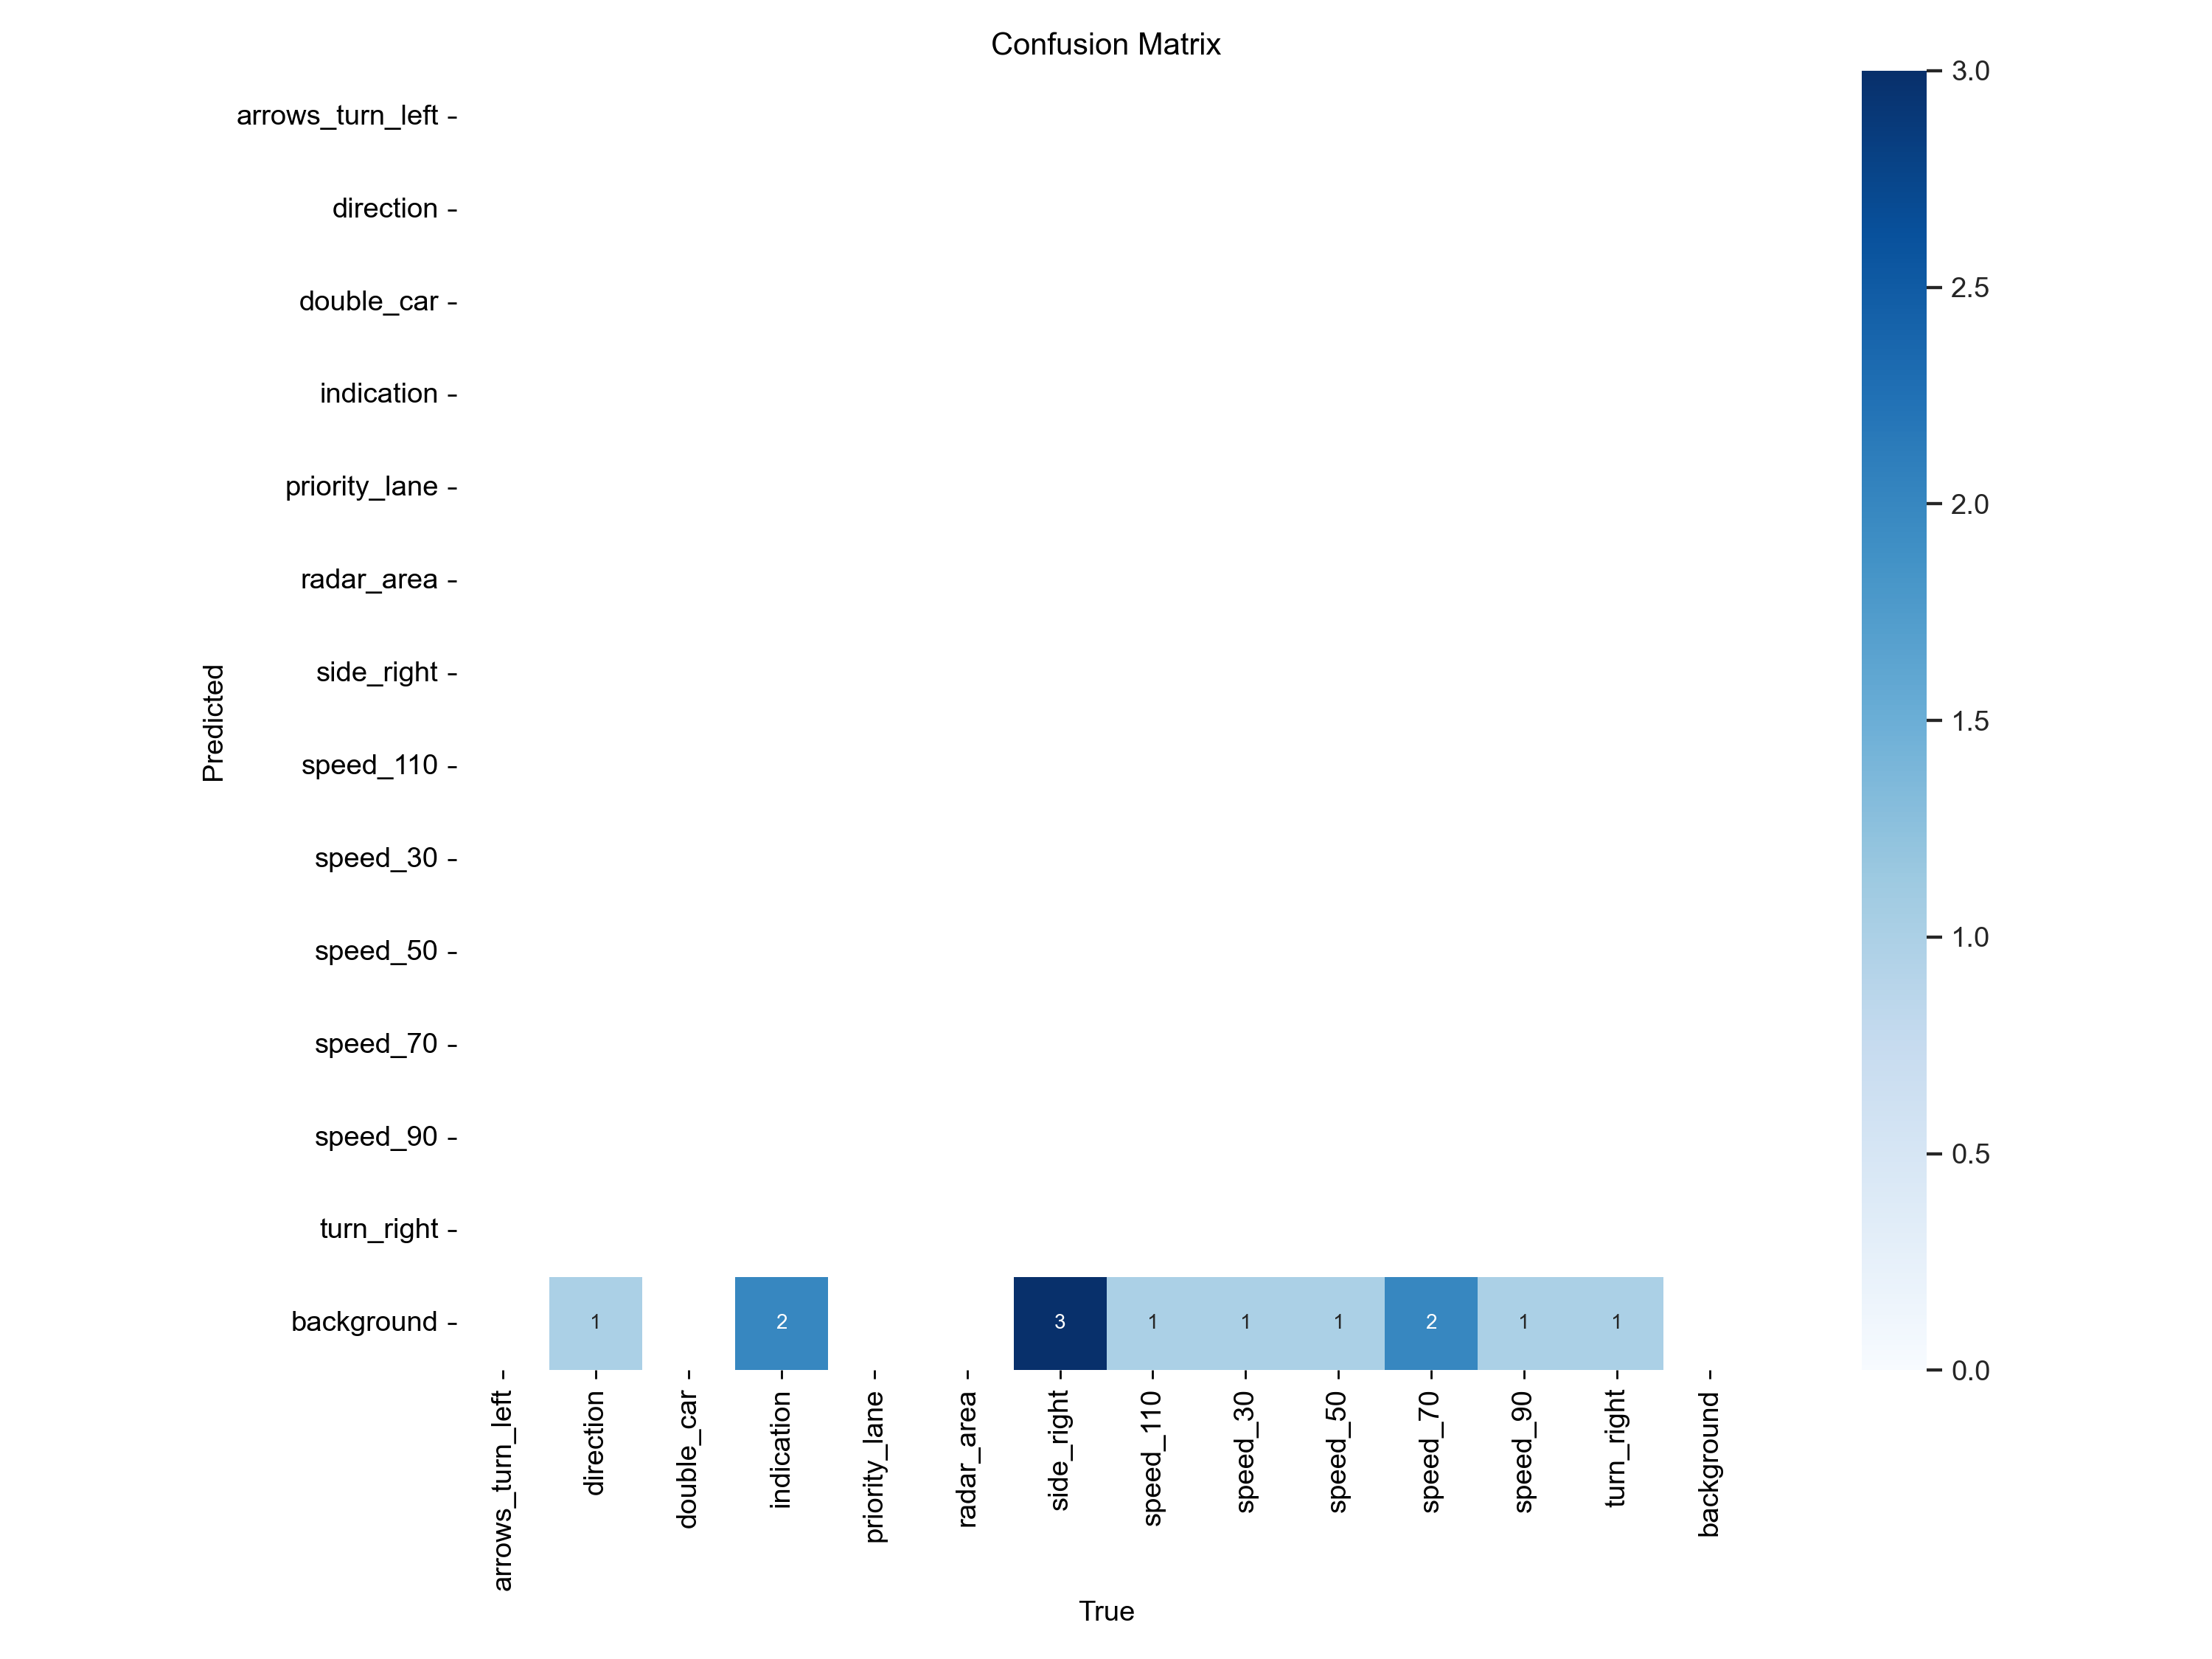 Confusion Matrix
arrows_turn_left
direction
double_car
indication
priority_lane
radar_area
side_right
speed_110
speed_30
speed_50
speed_70
speed_90
turn_right
background
Predicted
1 2 3 1 1 1 2 1 1
arrows_turn_left
direction
double_car
indication
priority_lane
radar_area
side_right
speed_110
speed_30
speed_50
speed_70
speed_90
turn_right
background
True
3.0
2.5
2.0
1.5
1.0
0.5
0.0